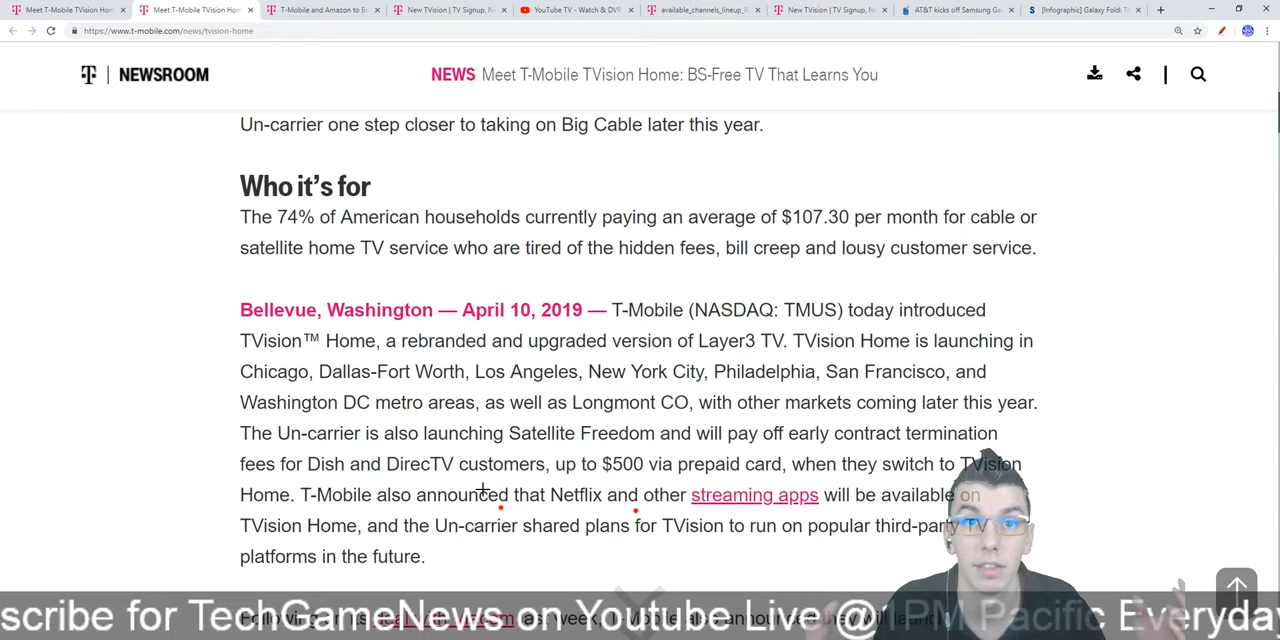 Meet T-Mobile TVision Hom
Meet T-Mobile TVision Hom
T-Mobile and Amazon to B
New TVision | TV Signup, N
YouTube TV - Watch & DVR
available_channels_lineup_
New TVision | TV Signup, N
AT&T kicks off Samsung Ga
[Infographic] Galaxy Fold: T
https://www.t-mobile.com/news/tvision-home
NEWSROOM
NEWS Meet T-Mobile TVision Home: BS-Free TV That Learns You
Un-carrier one step closer to taking on Big Cable later this year.
Who it's for
The 74% of American households currently paying an average of $107.30 per month for cable or
satellite home TV service who are tired of the hidden fees, bill creep and lousy customer service.
Bellevue, Washington — April 10, 2019 — T-Mobile (NASDAQ: TMUS) today introduced
TVision™ Home, a rebranded and upgraded version of Layer3 TV. TVision Home is launching in
Chicago, Dallas-Fort Worth, Los Angeles, New York City, Philadelphia, San Francisco, and
Washington DC metro areas, as well as Longmont CO, with other markets coming later this year.
The Un-carrier is also launching Satellite Freedom and will pay off early contract termination
fees for Dish and DirecTV customers, up to $500 via prepaid card, when they switch to TVision
Home. T-Mobile also announced that Netflix and other streaming apps will be available on
TVision Home, and the Un-carrier shared plans for TVision to run on popular third-party TV
platforms in the future.
scribe for TechGameNews on Youtube Live @1PM Pacific Everyda